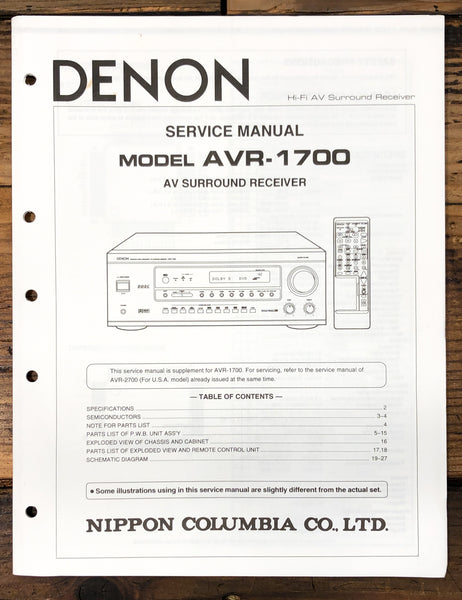 DENON
Hi-Fi AV Surround Receiver
SERVICE MANUAL
MODEL AVR-1700
AV SURROUND RECEIVER
DENON
This service manual is supplement for AVR-1700. For servicing, refer to the service manual of
AVR-2700 (For U.S.A. model) already issued at the same time.
— TABLE OF CONTENTS —
SPECIFICATIONS 2
SEMICONDUCTORS 3~4
NOTE FOR PARTS LIST 4
PARTS LIST OF P.W.B. UNIT ASS'Y 5~15
EXPLODED VIEW OF CHASSIS AND CABINET 16
PARTS LIST OF EXPLODED VIEW AND REMOTE CONTROL UNIT 17,18
SCHEMATIC DIAGRAM 19~27
● Some illustrations using in this service manual are slightly different from the actual set.
NIPPON COLUMBIA CO., LTD.